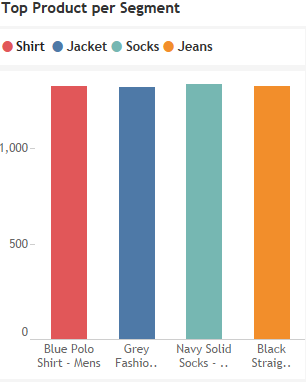 Top Product per Segment
Shirt Jacket Socks Jeans
1,000
500
0
Blue Polo Shirt - Mens
Grey Fashio..
Navy Solid Socks - ..
Black Straig..